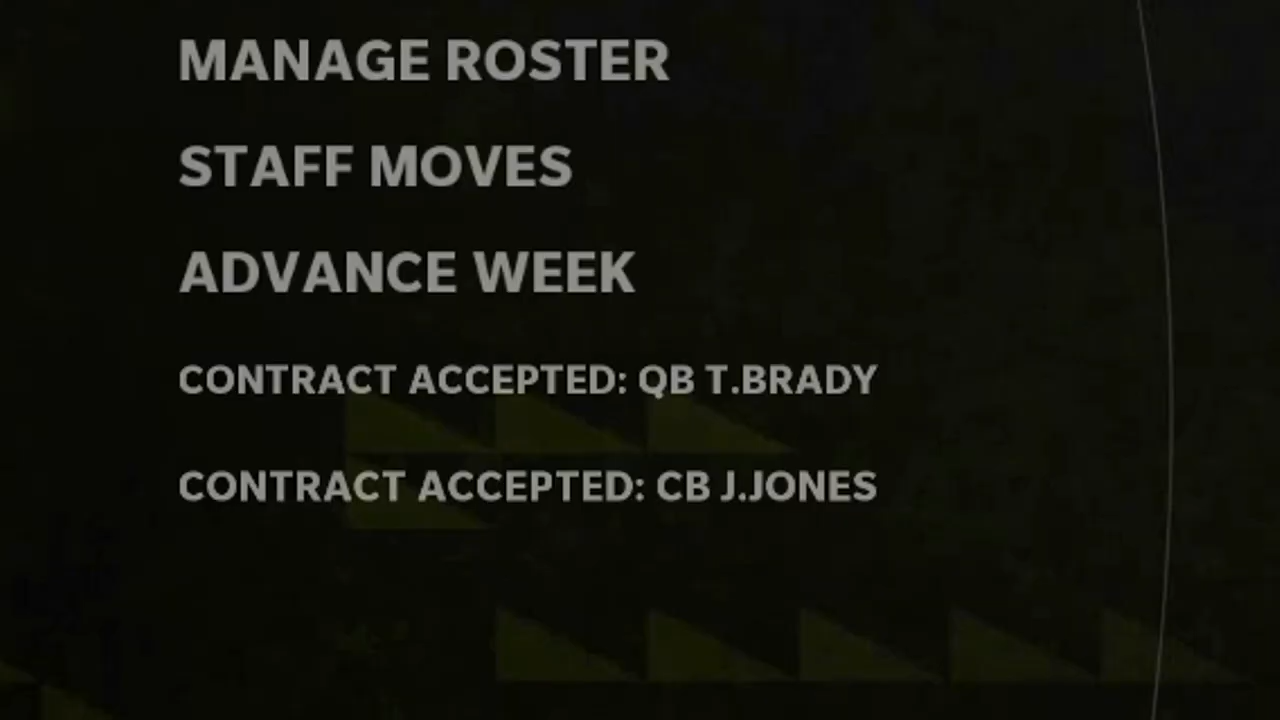 MANAGE ROSTER
STAFF MOVES
ADVANCE WEEK
CONTRACT ACCEPTED: QB T.BRADY
CONTRACT ACCEPTED: CB J.JONES